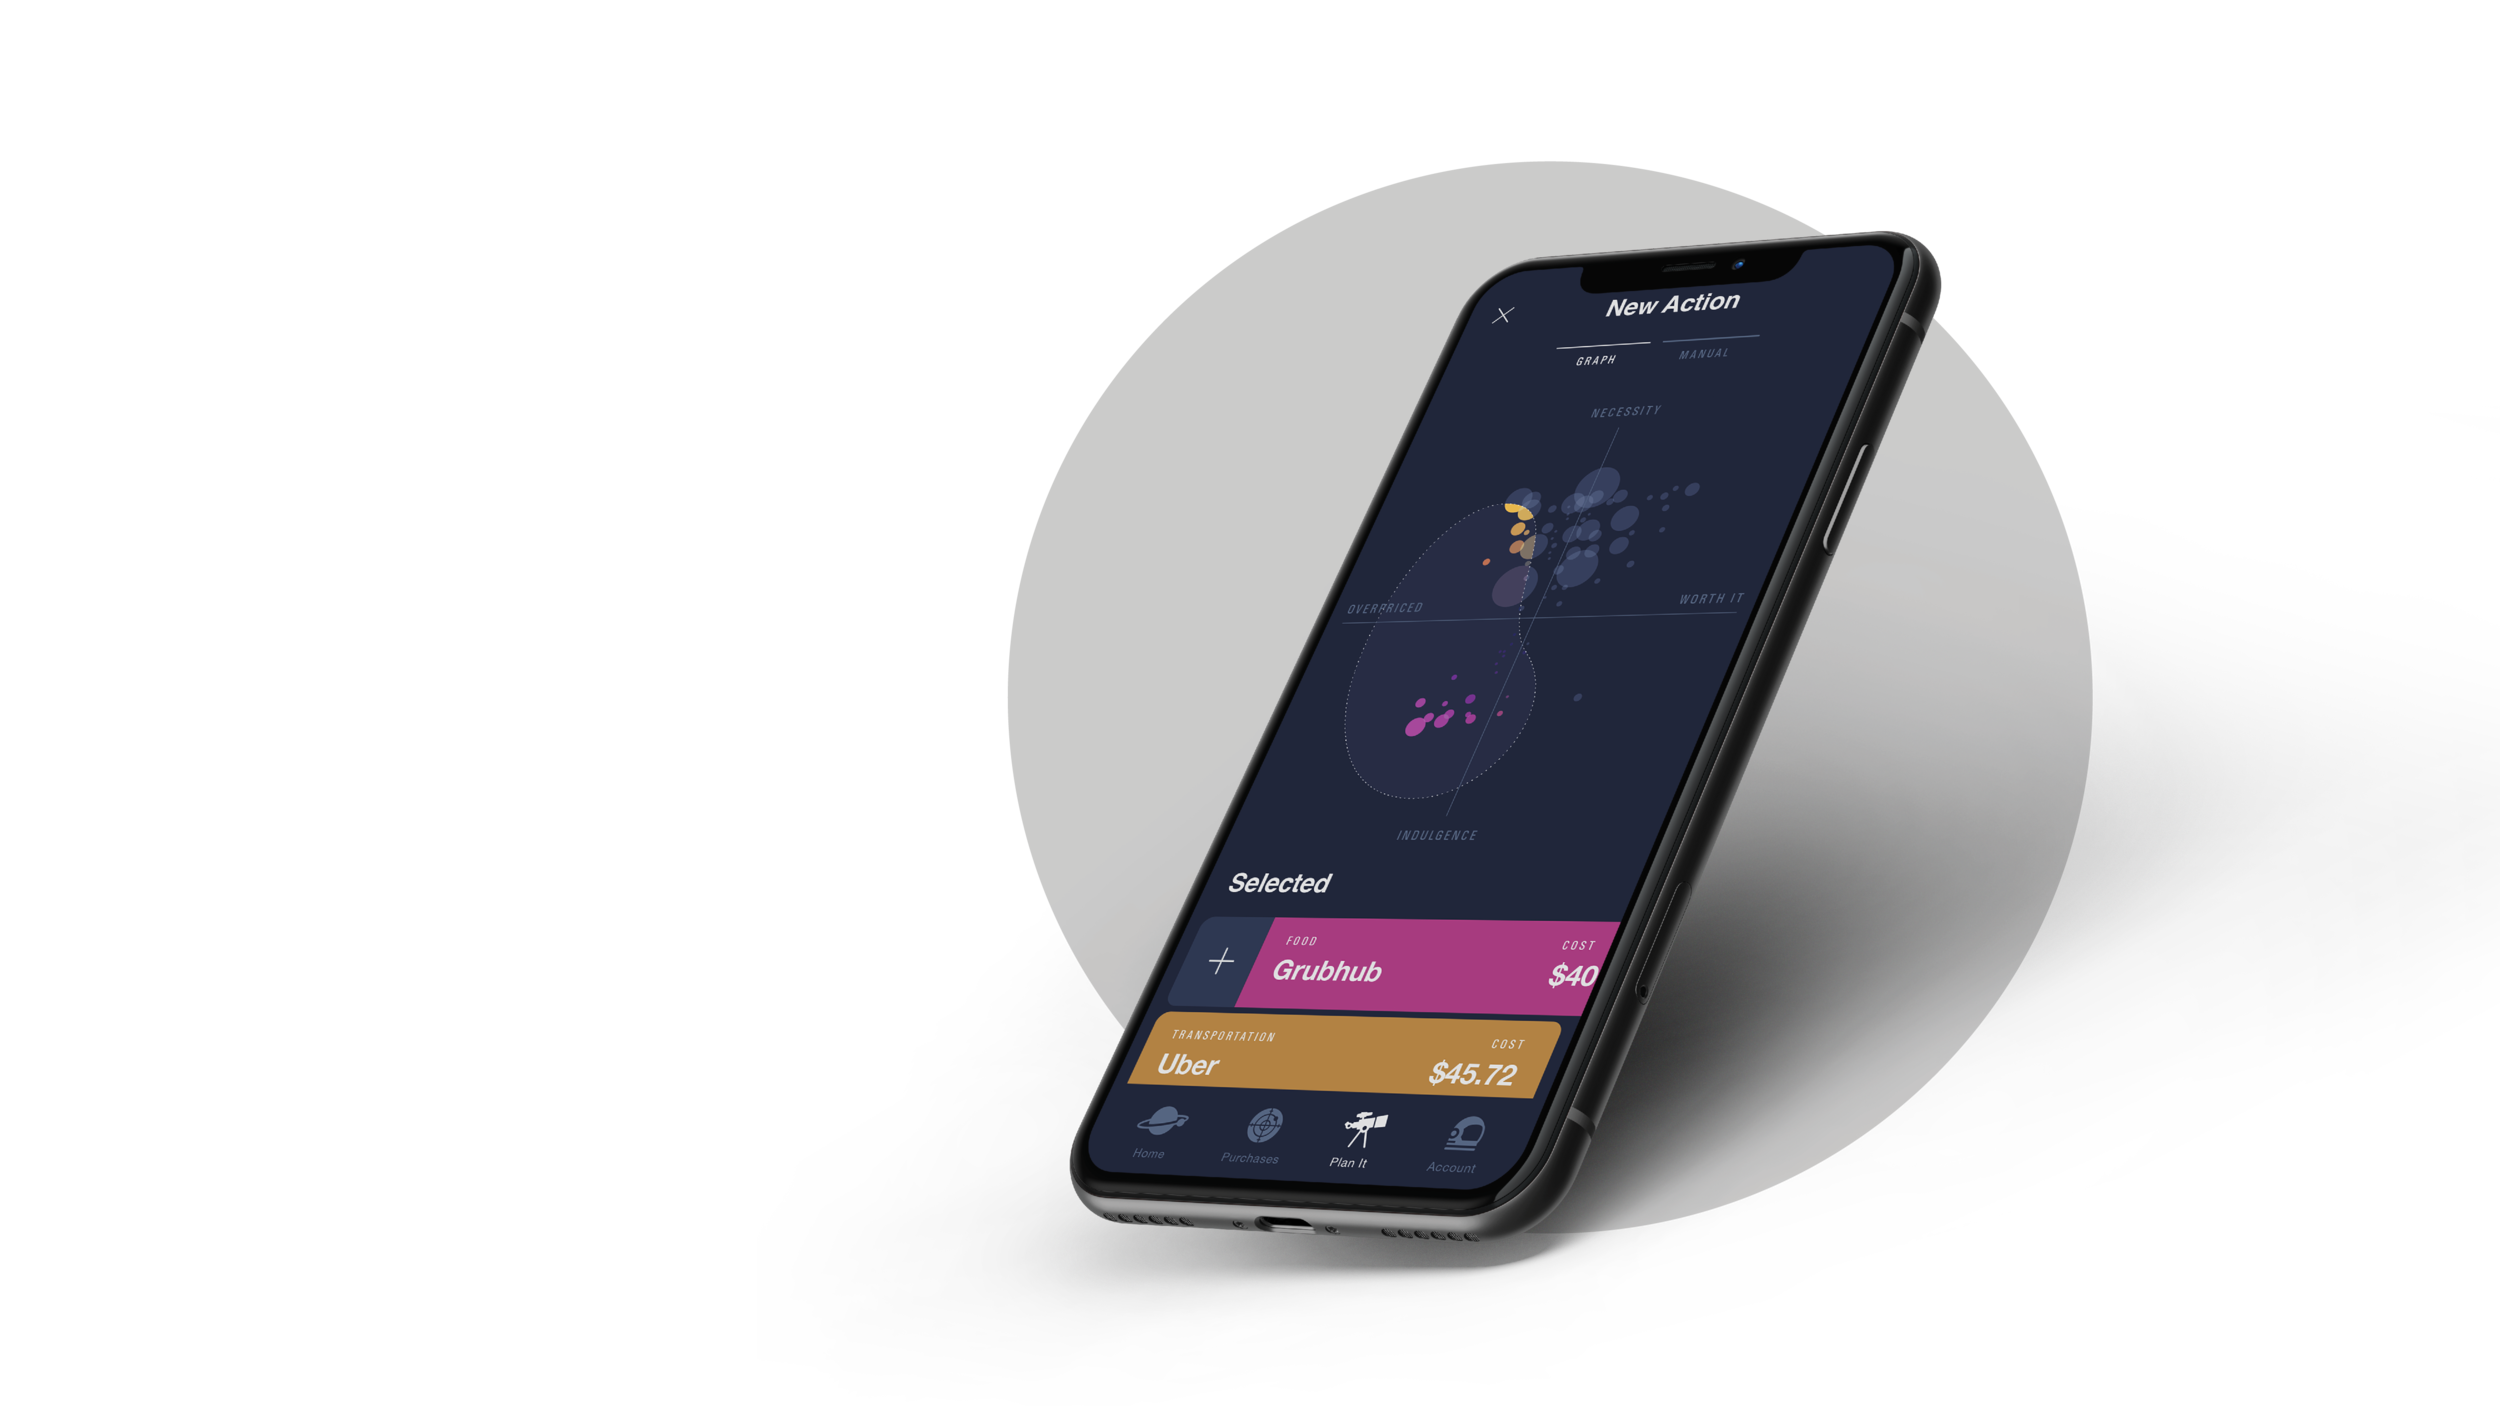 New Action
GRAPH
MANUAL
NECESSITY
OVERPRICED
WORTH IT
INDULGENCE
Selected
FOOD
COST
Grubhub
$40
TRANSPORTATION
COST
Uber
$45.72
Home
Purchases
Plan It
Account